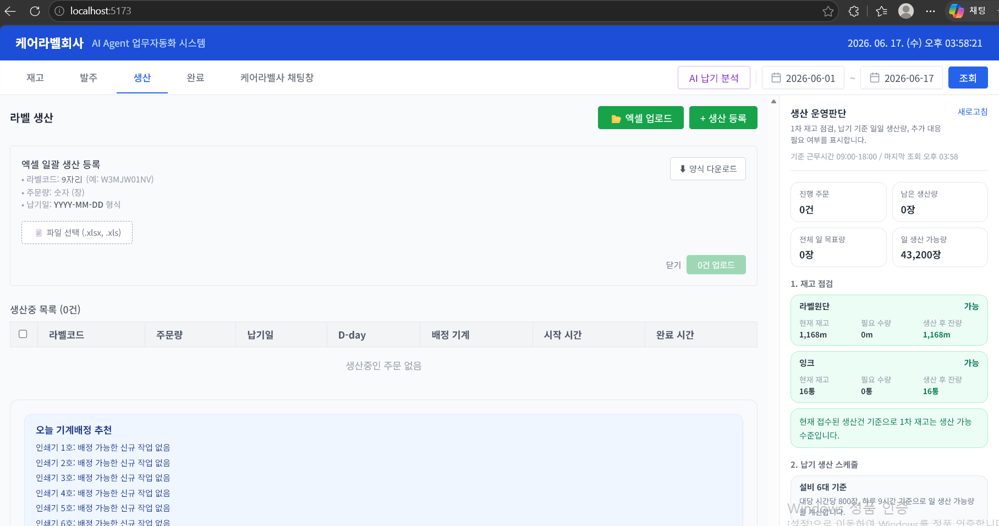 localhost:5173
채팅
케어라벨회사 AI Agent 업무자동화 시스템
2026. 06. 17. (수) 오후 03:58:21
재고 발주 생산 완료 케어라벨사 채팅창
AI 납기 분석 2026-06-01 ~ 2026-06-17 조회
라벨 생산
엑셀 업로드 + 생산 등록
엑셀 일괄 생산 등록
양식 다운로드
• 라벨코드: 9자리 (예: W3MJW01NV)
• 주문량: 숫자 (장)
• 납기일: YYYY-MM-DD 형식
파일 선택 (.xlsx, .xls)
닫기 0건 업로드
생산중 목록 (0건)
라벨코드 주문량 납기일 D-day 배정 기계 시작 시간 완료 시간
생산중인 주문 없음
오늘 기계배정 추천
인쇄기 1호: 배정 가능한 신규 작업 없음
인쇄기 2호: 배정 가능한 신규 작업 없음
인쇄기 3호: 배정 가능한 신규 작업 없음
인쇄기 4호: 배정 가능한 신규 작업 없음
인쇄기 5호: 배정 가능한 신규 작업 없음
인쇄기 6호: 배정 가능한 신규 작업 없음
생산 운영판단 새로고침
1차 재고 점검, 납기 기준 일일 생산량, 추가 대응
필요 여부를 표시합니다.
기준 근무시간 09:00-18:00 / 마지막 조회 오후 03:58
진행 주문 남은 생산량
0건 0장
전체 일 목표량 일 생산 가능량
0장 43,200장
1. 재고 점검
라벨원단 가능
현재 재고 필요 수량 생산 후 잔량
1,168m 0m 1,168m
잉크 가능
현재 재고 필요 수량 생산 후 잔량
16통 0통 16통
현재 접수된 생산건 기준으로 1차 재고는 생산 가능
수준입니다.
2. 납기 생산 스케줄
설비 6대 기준
대당 시간당 800장, 하루 9시간 기준으로 일 생산 가능량
을 계산합니다.
Windows 정품 인증
[설정]으로 이동하여 Windows를 정품 인증합니다